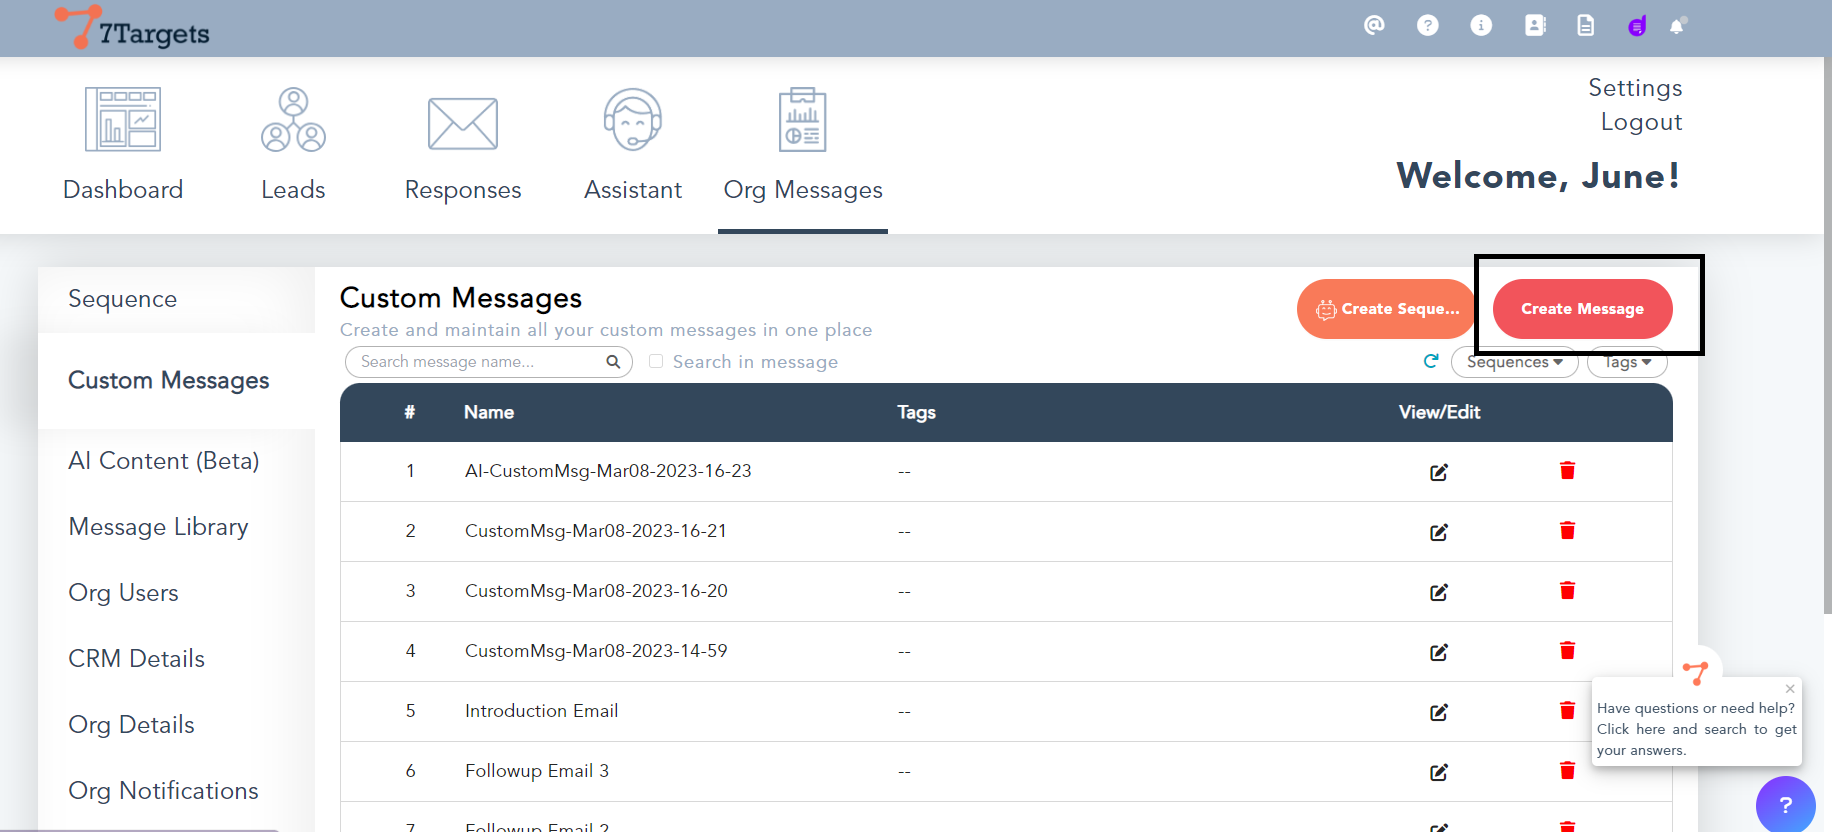 7Targets
Settings
Logout
Dashboard
Leads
Responses
Assistant
Org Messages
Welcome, June!
Sequence
Custom Messages
AI Content (Beta)
Message Library
Org Users
CRM Details
Org Details
Org Notifications
Custom Messages
Create and maintain all your custom messages in one place
Create Seque...
Create Message
Search message name...
Search in message
Sequences
Tags
# Name Tags View/Edit
1 AI-CustomMsg-Mar08-2023-16-23 --
2 CustomMsg-Mar08-2023-16-21 --
3 CustomMsg-Mar08-2023-16-20 --
4 CustomMsg-Mar08-2023-14-59 --
5 Introduction Email --
6 Followup Email 3 --
7 Followup Email 2
Have questions or need help?
Click here and search to get
your answers.
?